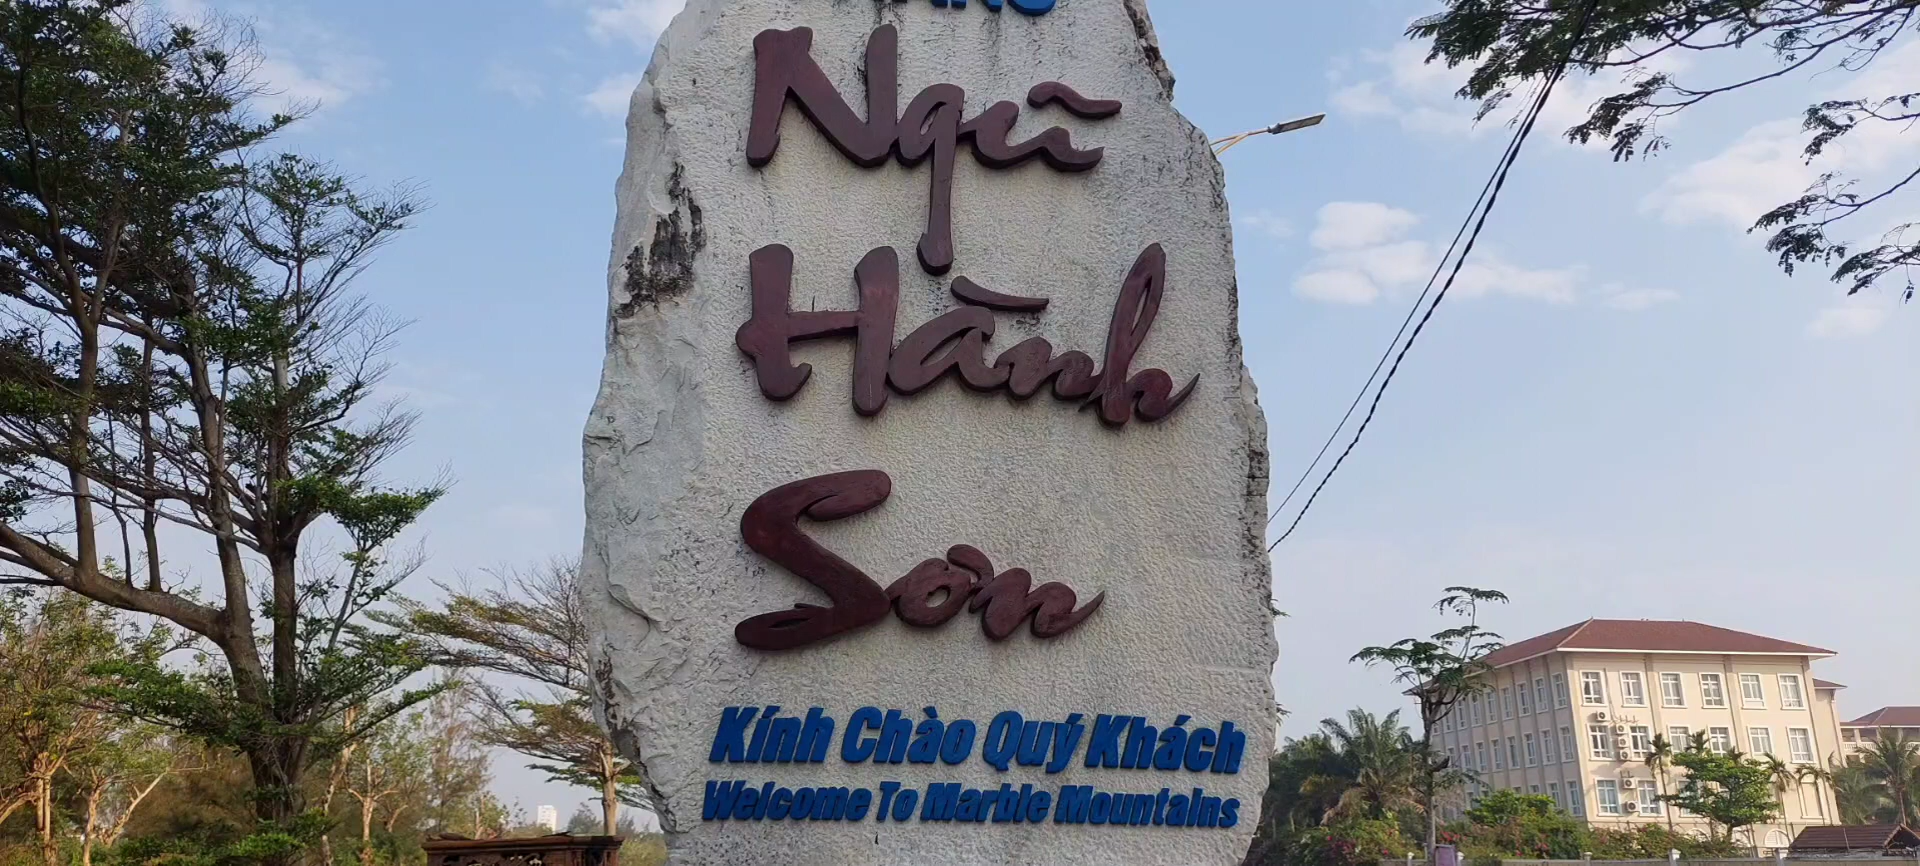 Ngũ
Hành
Sơn
Kính Chào Quý Khách
Welcome To Marble Mountains